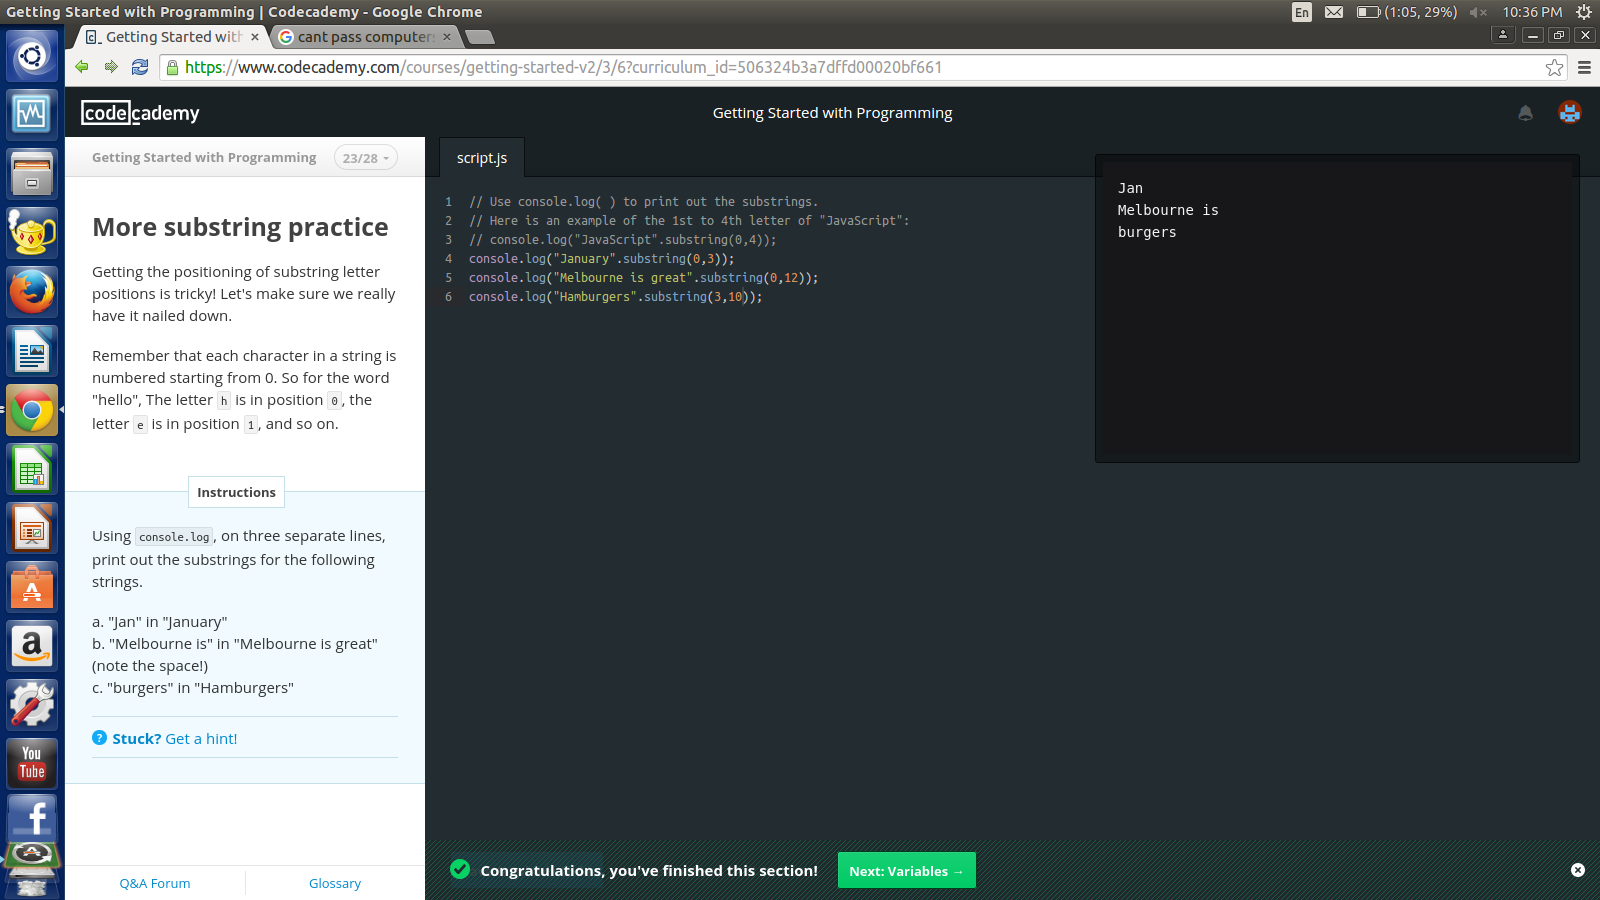 Getting Started with Programming | Codecademy - Google Chrome
En
(1:05, 29%)
10:36 PM
C_ Getting Started with
cant pass computer
https://www.codecademy.com/courses/getting-started-v2/3/6?curriculum_id=506324b3a7dffd00020bf661
codecademy
Getting Started with Programming
Getting Started with Programming
23/28
More substring practice
Getting the positioning of substring letter
positions is tricky! Let's make sure we really
have it nailed down.
Remember that each character in a string is
numbered starting from 0. So for the word
"hello", The letter h is in position 0, the
letter e is in position 1, and so on.
Instructions
Using console.log, on three separate lines,
print out the substrings for the following
strings.
a. "Jan" in "January"
b. "Melbourne is" in "Melbourne is great"
(note the space!)
c. "burgers" in "Hamburgers"
? Stuck? Get a hint!
Q&A Forum
Glossary
script.js
1 // Use console.log( ) to print out the substrings.
2 // Here is an example of the 1st to 4th letter of "JavaScript":
3 // console.log("JavaScript".substring(0,4));
4 console.log("January".substring(0,3));
5 console.log("Melbourne is great".substring(0,12));
6 console.log("Hamburgers".substring(3,10));
Jan
Melbourne is
burgers
Congratulations, you've finished this section!
Next: Variables →
You
Tube
f
a